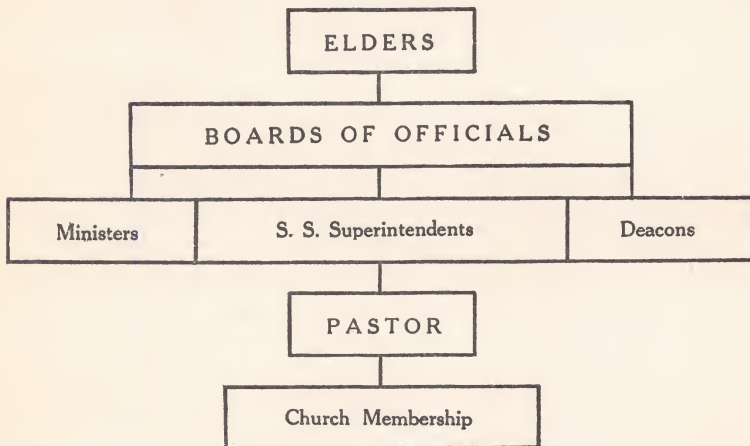 ELDERS
BOARDS OF OFFICIALS
Ministers S. S. Superintendents Deacons
PASTOR
Church Membership